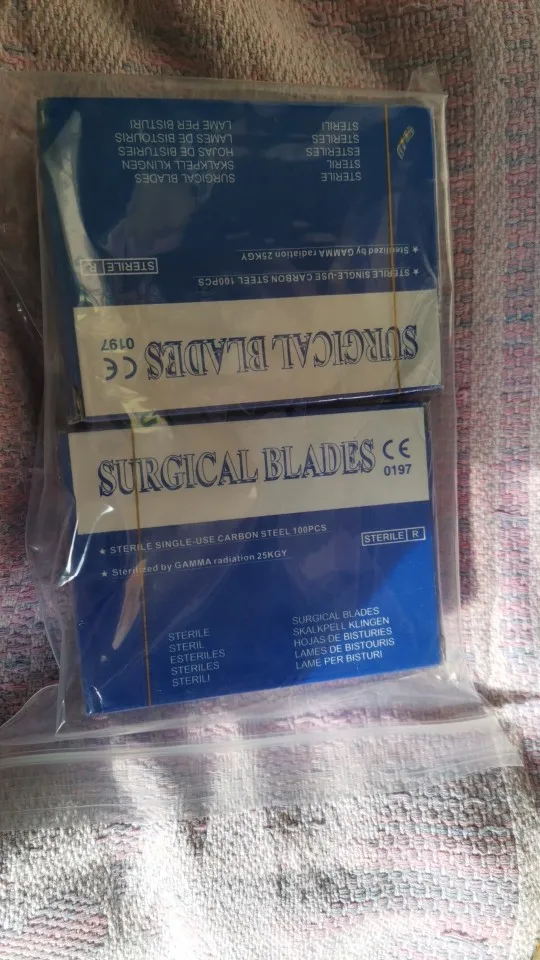 STERILI LAME PER BISTURI
STERILES LAMES DE BISTOURIS
ESTERILES HOJAS DE BISTURIES
STERIL SKALKPELL KLINGEN
STERILE SURGICAL BLADES
★ Sterilized by GAMMA radiation 25KGY
★ STERILE SINGLE-USE CARBON STEEL 100PCS
STERILE R
SURGICAL BLADES CE
0197
SURGICAL BLADES CE
0197
★ STERILE SINGLE-USE CARBON STEEL 100PCS
STERILE R
★ Sterilized by GAMMA radiation 25KGY
STERILE SURGICAL BLADES
STERIL SKALKPELL KLINGEN
ESTERILES HOJAS DE BISTURIES
STERILES LAMES DE BISTOURIS
STERILI LAME PER BISTURI